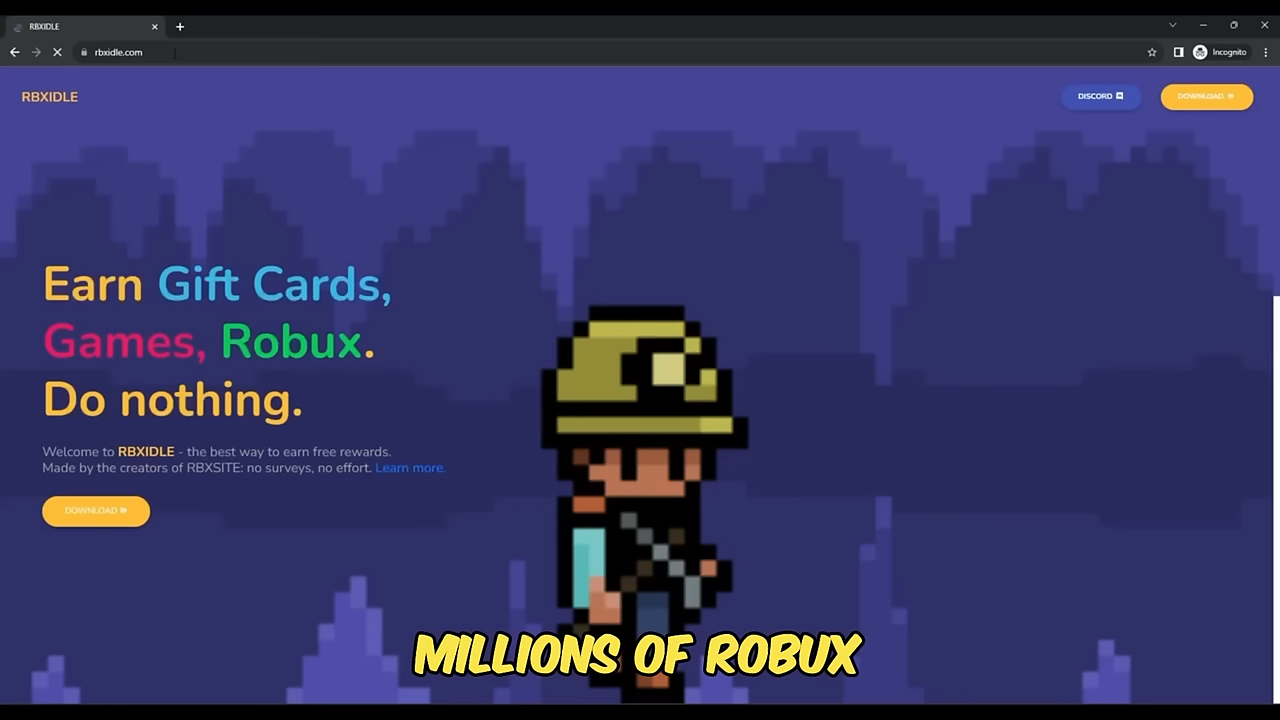 RBXIDLE
rbxidle.com
Incognito
RBXIDLE
DISCORD
DOWNLOAD
Earn Gift Cards,
Games, Robux.
Do nothing.
Welcome to RBXIDLE - the best way to earn free rewards.
Made by the creators of RBXSITE: no surveys, no effort. Learn more.
DOWNLOAD
MILLIONS OF ROBUX